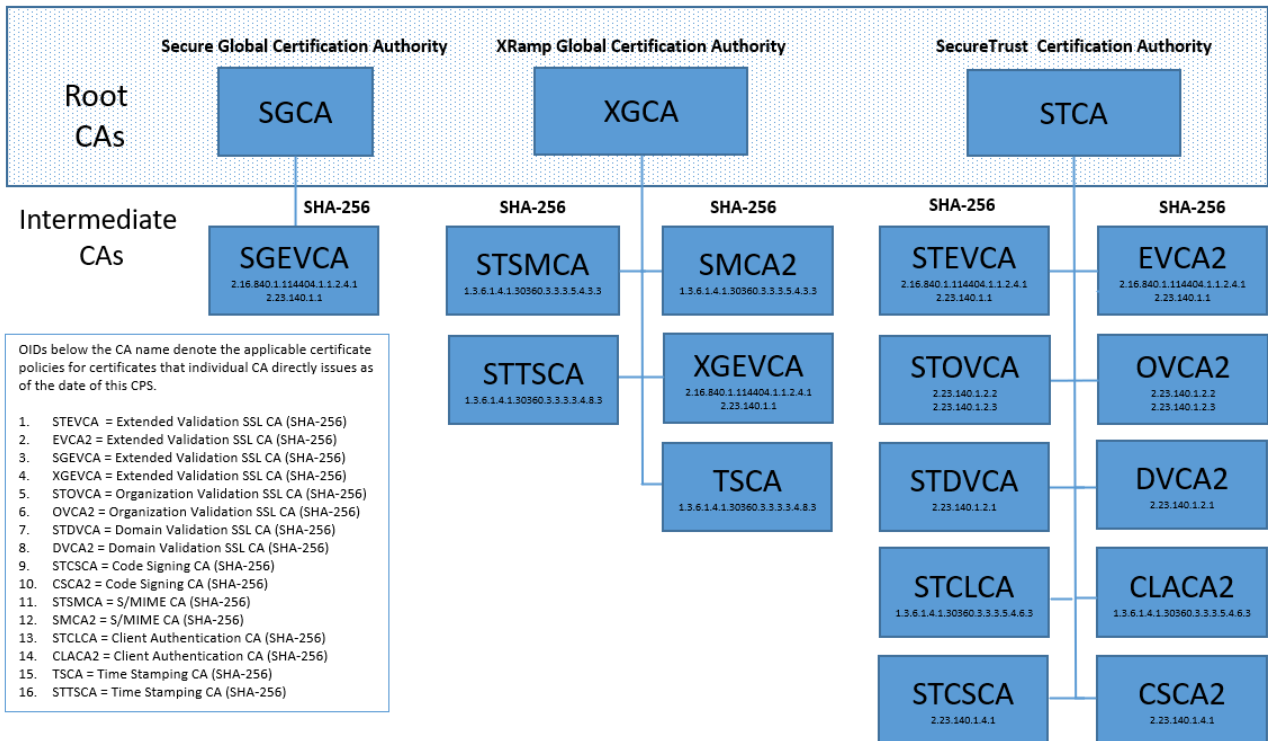 Secure Global Certification Authority
XRamp Global Certification Authority
SecureTrust Certification Authority
Root
CAs
SGCA
XGCA
STCA
Intermediate
CAs
SHA-256
SHA-256
SHA-256
SHA-256
SHA-256
SGEVCA
2.16.840.1.114404.1.1.2.4.1
2.23.140.1.1
STSMCA
1.3.6.1.4.1.30360.3.3.3.5.4.3.3
SMCA2
1.3.6.1.4.1.30360.3.3.3.5.4.3.3
STEVCA
2.16.840.1.114404.1.1.2.4.1
2.23.140.1.1
EVCA2
2.16.840.1.114404.1.1.2.4.1
2.23.140.1.1
STTSCA
1.3.6.1.4.1.30360.3.3.3.3.4.8.3
XGEVCA
2.16.840.1.114404.1.1.2.4.1
2.23.140.1.1
STOVCA
2.23.140.1.2.2
2.23.140.1.2.3
OVCA2
2.23.140.1.2.2
2.23.140.1.2.3
TSCA
1.3.6.1.4.1.30360.3.3.3.3.4.8.3
STDVCA
2.23.140.1.2.1
DVCA2
2.23.140.1.2.1
STCLCA
1.3.6.1.4.1.30360.3.3.3.5.4.6.3
CLACA2
1.3.6.1.4.1.30360.3.3.3.5.4.6.3
STCSCA
2.23.140.1.4.1
CSCA2
2.23.140.1.4.1
OIDs below the CA name denote the applicable certificate
policies for certificates that individual CA directly issues as
of the date of this CPS.
1. STEVCA = Extended Validation SSL CA (SHA-256)
2. EVCA2 = Extended Validation SSL CA (SHA-256)
3. SGEVCA = Extended Validation SSL CA (SHA-256)
4. XGEVCA = Extended Validation SSL CA (SHA-256)
5. STOVCA = Organization Validation SSL CA (SHA-256)
6. OVCA2 = Organization Validation SSL CA (SHA-256)
7. STDVCA = Domain Validation SSL CA (SHA-256)
8. DVCA2 = Domain Validation SSL CA (SHA-256)
9. STCSCA = Code Signing CA (SHA-256)
10. CSCA2 = Code Signing CA (SHA-256)
11. STSMCA = S/MIME CA (SHA-256)
12. SMCA2 = S/MIME CA (SHA-256)
13. STCLCA = Client Authentication CA (SHA-256)
14. CLACA2 = Client Authentication CA (SHA-256)
15. TSCA = Time Stamping CA (SHA-256)
16. STTSCA = Time Stamping CA (SHA-256)